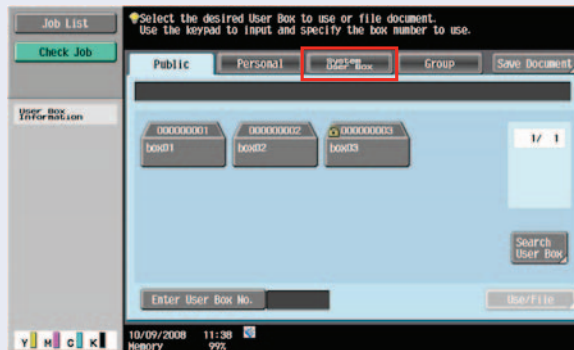 Job List
Check Job
Select the desired User Box to use or file document.
Use the keypad to input and specify the box number to use.
Public
Personal
System
User Box
Group
Save Document
User Box
Information
000000001
box01
000000002
box02
000000003
box03
1/ 1
Search
User Box
Enter User Box No.
Use/File
Y M C K
10/09/2008 11:38
Memory 99%